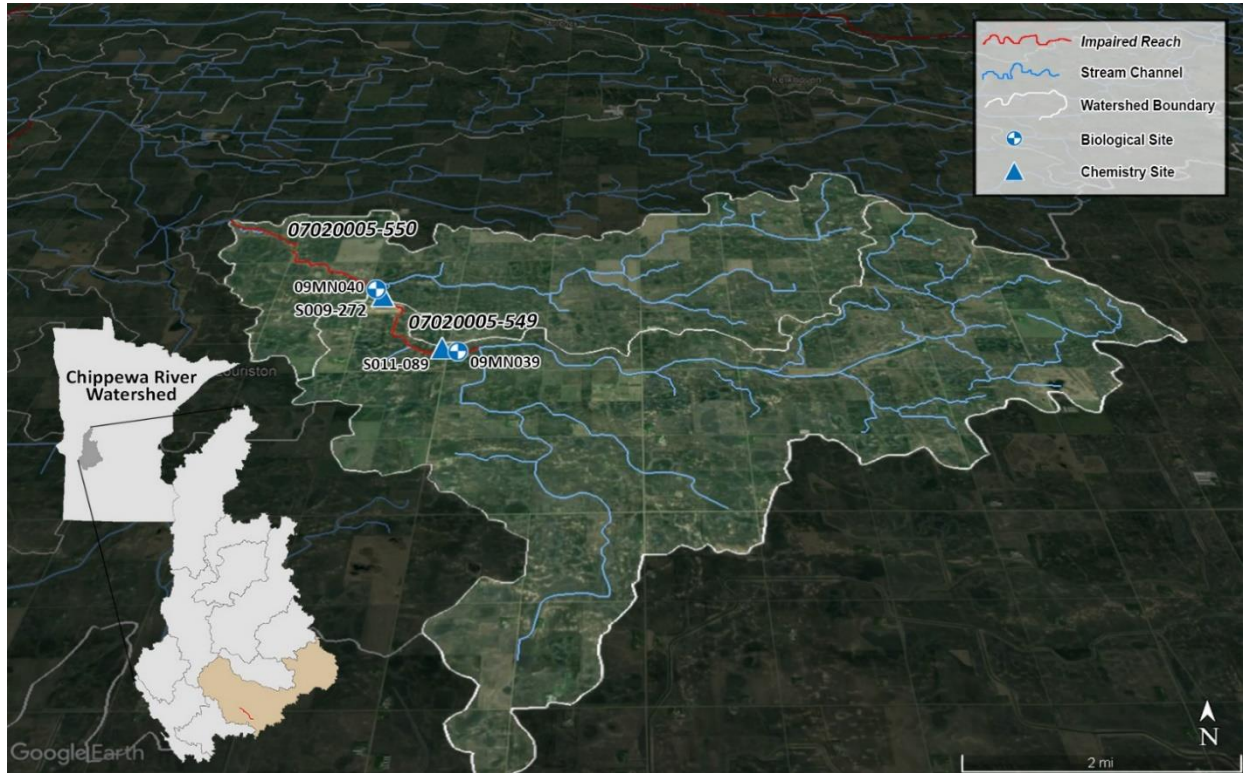 Impaired Reach
Stream Channel
Watershed Boundary
Biological Site
Chemistry Site
07020005-550
09MN040
S009-272
07020005-549
S011-089
09MN039
Chippewa River
Watershed
Google Earth
2 mi
N